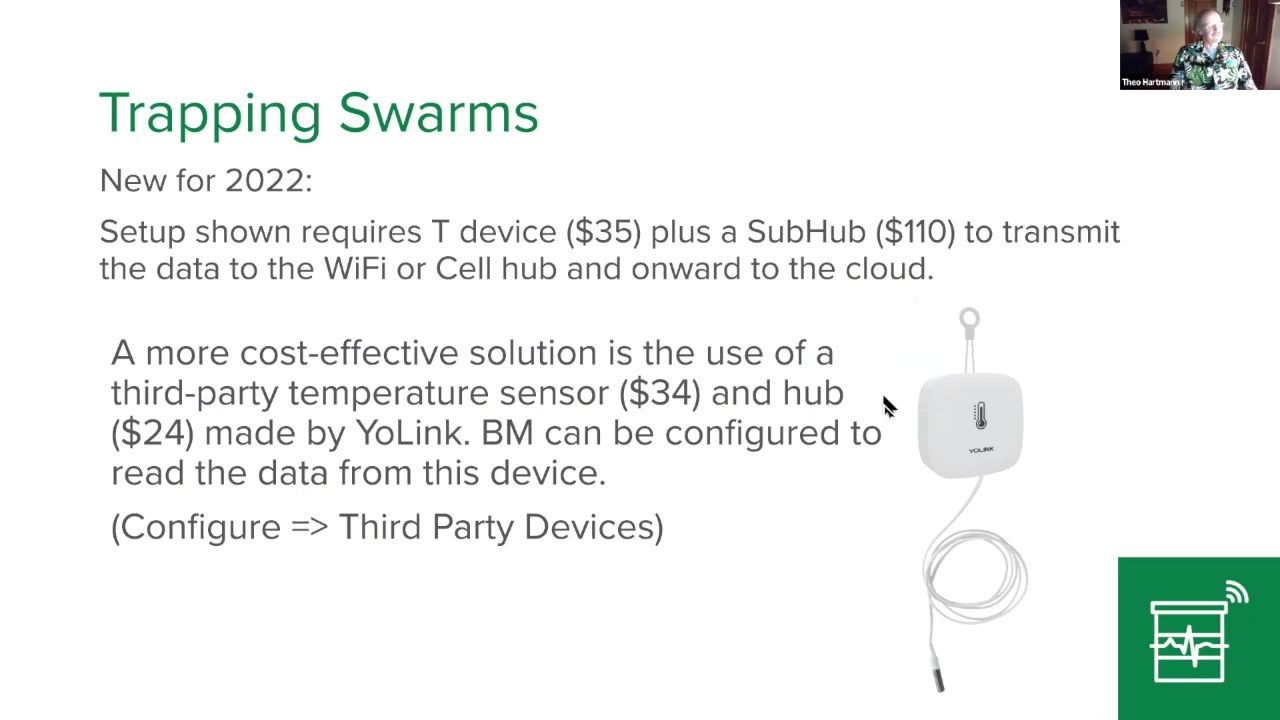 Theo Hartmann
Trapping Swarms
New for 2022:
Setup shown requires T device ($35) plus a SubHub ($110) to transmit
the data to the WiFi or Cell hub and onward to the cloud.
A more cost-effective solution is the use of a
third-party temperature sensor ($34) and hub
($24) made by YoLink. BM can be configured to
read the data from this device.
(Configure => Third Party Devices)
YOLINK